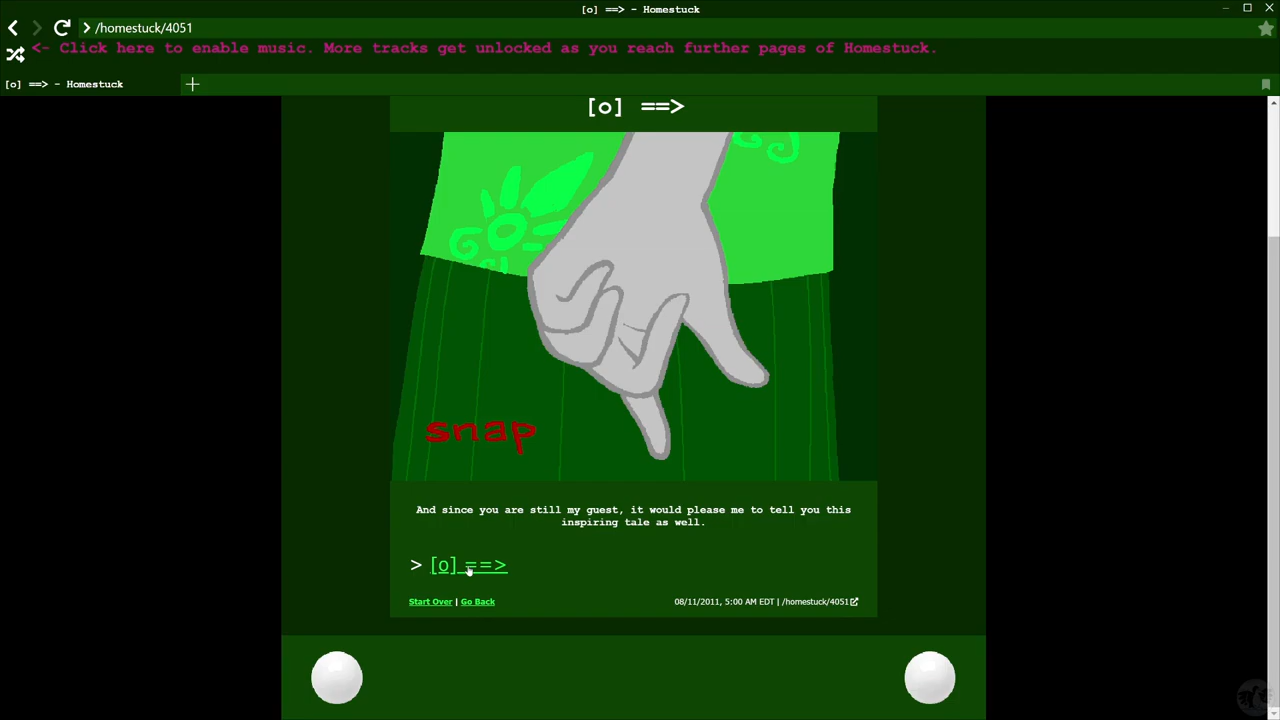 [o] ==> - Homestuck
/homestuck/4051
<- Click here to enable music. More tracks get unlocked as you reach further pages of Homestuck.
[o] ==> - Homestuck
[o] ==>
snap
And since you are still my guest, it would please me to tell you this
inspiring tale as well.
> [o] ==>
Start Over | Go Back
08/11/2011, 5:00 AM EDT | /homestuck/4051